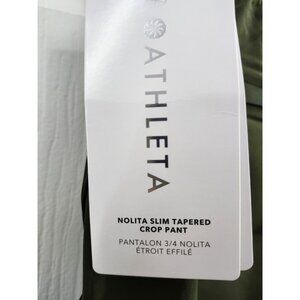 ATHLETA
NOLITA SLIM TAPERED
CROP PANT
PANTALON 3/4 NOLITA
ÉTROIT EFFILÉ